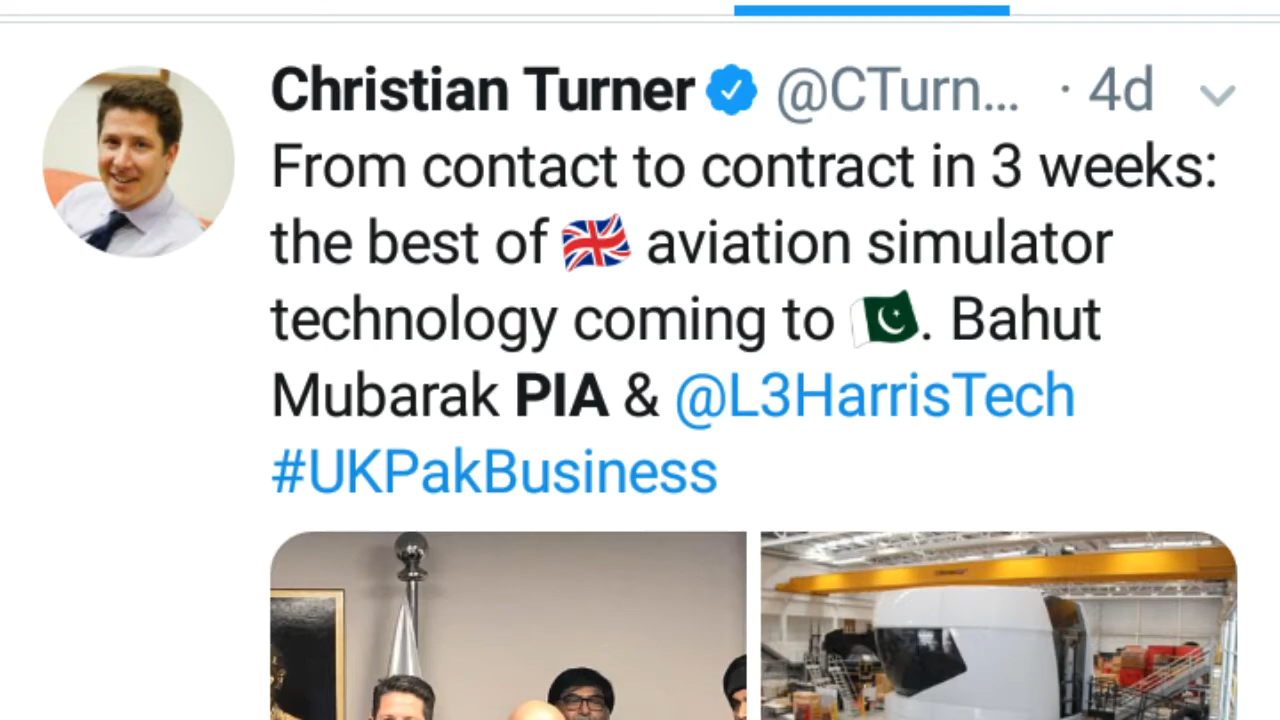 Christian Turner @CTurn... · 4d
From contact to contract in 3 weeks:
the best of 🇬🇧 aviation simulator
technology coming to 🇵🇰. Bahut
Mubarak PIA & @L3HarrisTech
#UKPakBusiness